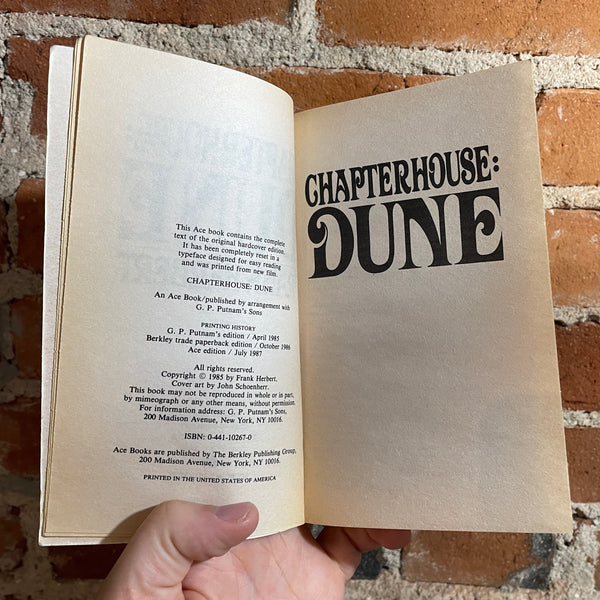 This Ace book contains the complete
text of the original hardcover edition.
It has been completely reset in a
typeface designed for easy reading
and was printed from new film.
CHAPTERHOUSE: DUNE
An Ace Book/published by arrangement with
G. P. Putnam's Sons
PRINTING HISTORY
G. P. Putnam's edition / April 1985
Berkley trade paperback edition / October 1986
Ace edition / July 1987
All rights reserved.
Copyright © 1985 by Frank Herbert.
Cover art by John Schoenherr.
This book may not be reproduced in whole or in part,
by mimeograph or any other means, without permission.
For information address: G. P. Putnam's Sons,
200 Madison Avenue, New York, NY 10016.
ISBN: 0-441-10267-0
Ace Books are published by The Berkley Publishing Group,
200 Madison Avenue, New York, NY 10016.
PRINTED IN THE UNITED STATES OF AMERICA
CHAPTERHOUSE:
DUNE